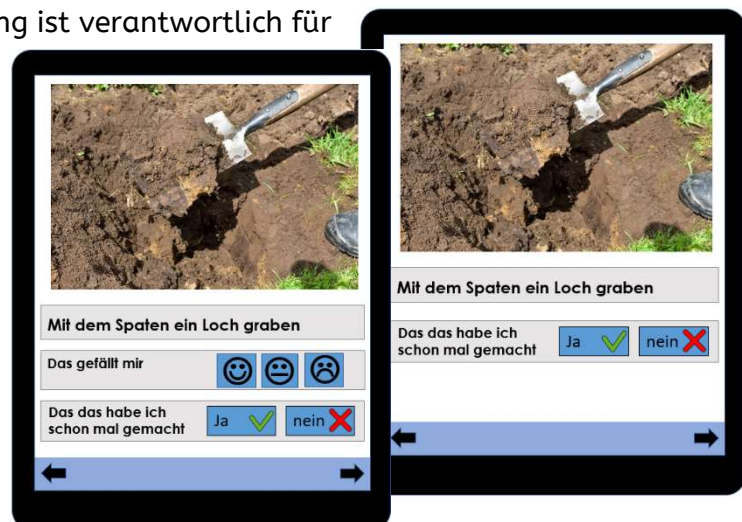 ist verantwortlich für
Mit dem Spaten ein Loch graben
Das gefällt mir
Das das habe ich
schon mal gemacht
Ja
nein
Mit dem Spaten ein Loch graben
Das das habe ich
schon mal gemacht
Ja
nein